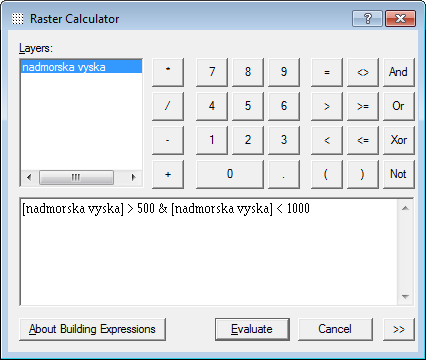 Raster Calculator
Layers:
nadmorska vyska
* 7 8 9 = <> And
/ 4 5 6 > >= Or
- 1 2 3 < <= Xor
+ 0 . ( ) Not
[nadmorska vyska] > 500 & [nadmorska vyska] < 1000
About Building Expressions Evaluate Cancel >>